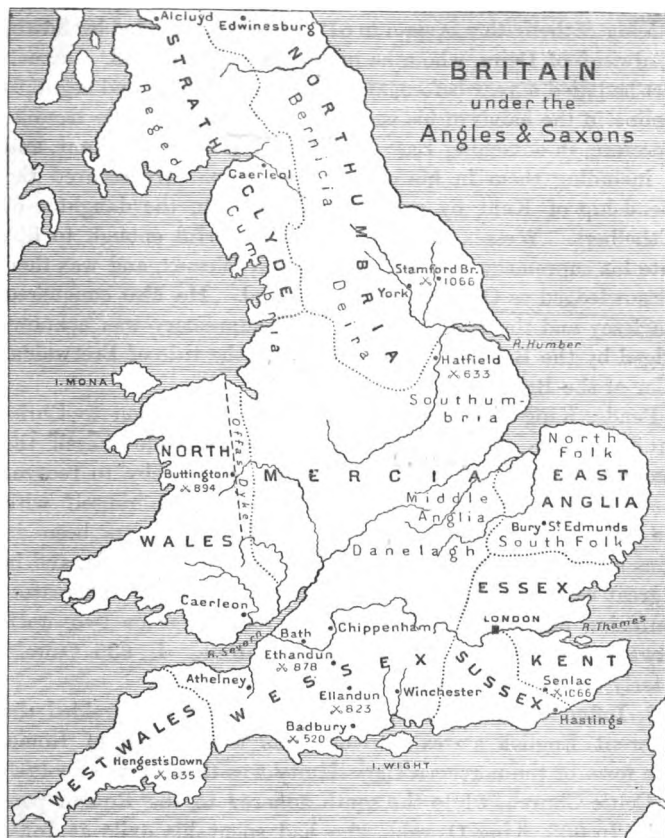 BRITAIN
under the
Angles & Saxons
Alcluyd
Edwinesburg
STRATH
CLYDE
Reged
NORTHUMBRIA
Bernicia
Caerleol
Cumbria
Deira
Stamford Br.
1066
York
R. Humber
Hatfield
633
Southum-
bria
I. MONA
Offa's Dyke
NORTH
WALES
Buttington
894
MERCIA
North
Folk
EAST
ANGLIA
Middle
Anglia
Bury St Edmunds
South Folk
Danelagh
ESSEX
Caerleon
R. Severn
LONDON
R. Thames
Bath
Chippenham
Ethandun
878
WESSEX
SUSSEX
KENT
Athelney
Ellandun
823
Winchester
Senlac
1066
Hastings
Badbury
520
WEST WALES
Hengest's Down
835
I. WIGHT